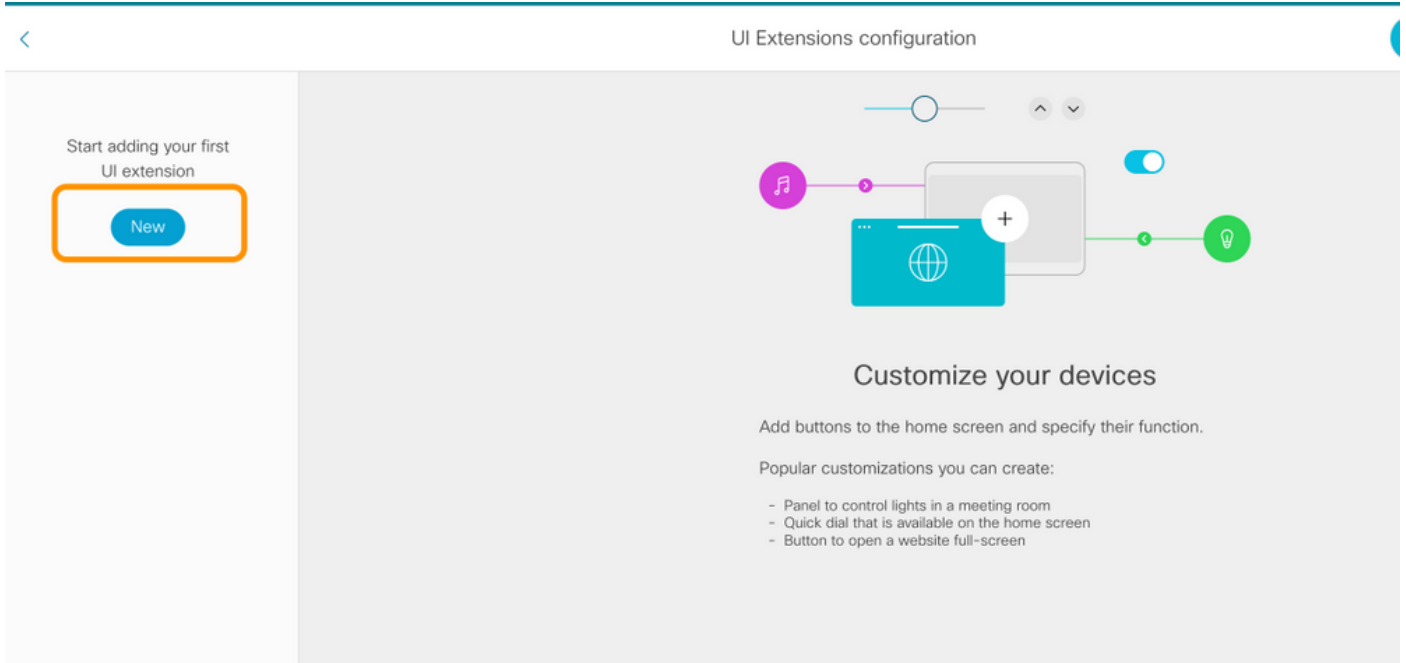 UI Extensions configuration
Start adding your first
UI extension
New
Customize your devices
Add buttons to the home screen and specify their function.
Popular customizations you can create:
- Panel to control lights in a meeting room
- Quick dial that is available on the home screen
- Button to open a website full-screen